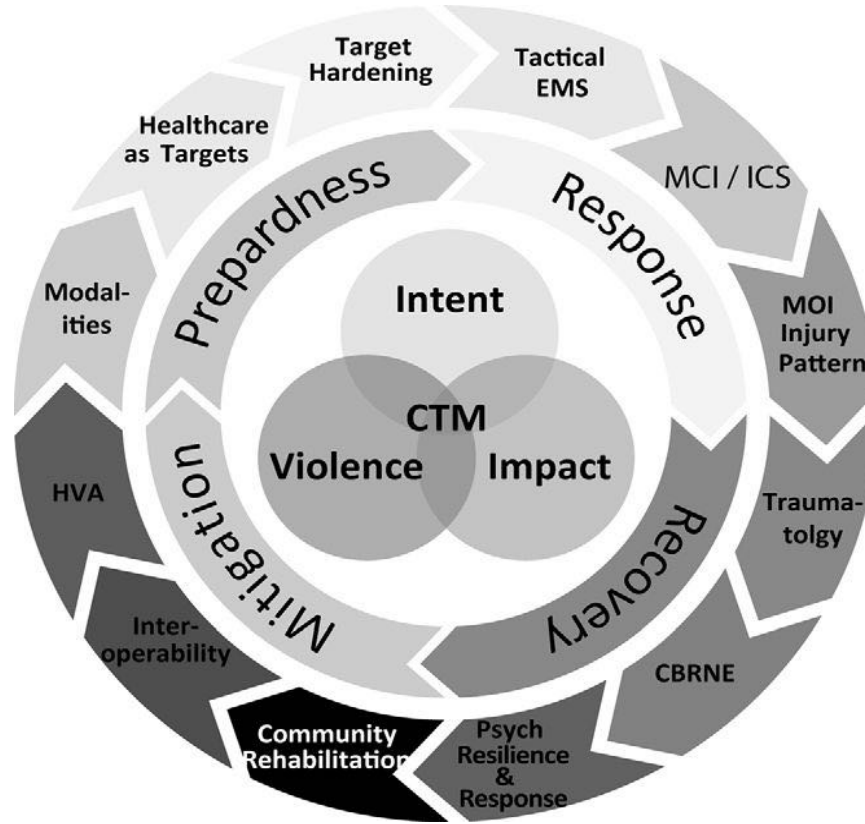 Target
Hardening
Tactical
EMS
MCI / ICS
MOI
Injury
Pattern
Trauma-
tolgy
CBRNE
Psych
Resilience
&
Response
Community
Rehabilitation
Inter-
operability
HVA
Modal-
ities
Healthcare
as Targets
Prepardness
Response
Recovery
Mitigation
Intent
CTM
Violence
Impact